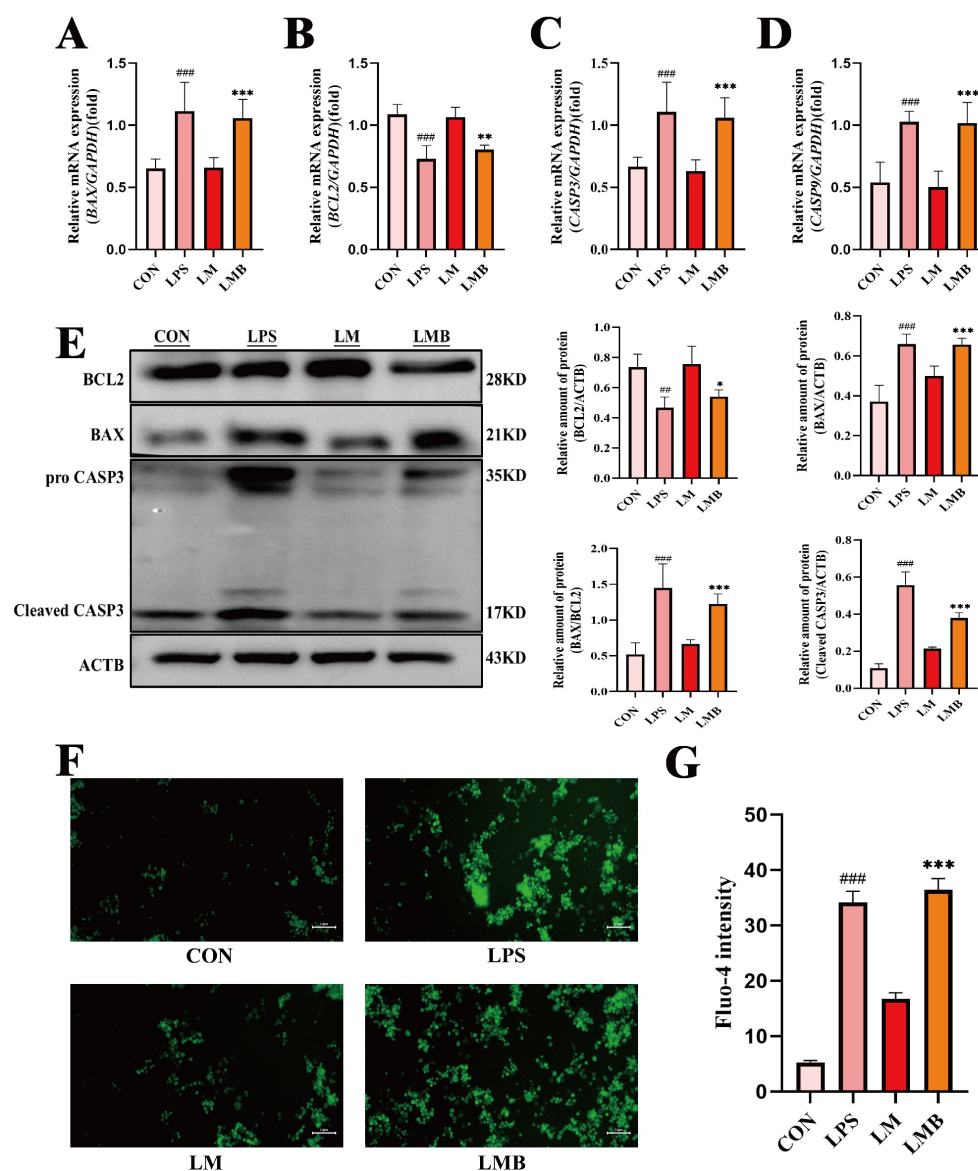 A
Relative mRNA expression
(BAX/GAPDH)(fold)
1.5
1.0
0.5
0.0
###
***
CON
LPS
LM
LMB
B
Relative mRNA expression
(BCL2/GAPDH)(fold)
1.5
1.0
0.5
0.0
###
**
CON
LPS
LM
LMB
C
Relative mRNA expression
(CASP3/GAPDH)(fold)
1.5
1.0
0.5
0.0
###
***
CON
LPS
LM
LMB
D
Relative mRNA expression
(CASP9/GAPDH)(fold)
1.5
1.0
0.5
0.0
###
***
CON
LPS
LM
LMB
E
CON LPS LM LMB
BCL2 28KD
BAX 21KD
pro CASP3 35KD
Cleaved CASP3 17KD
ACTB 43KD
Relative amount of protein
(BCL2/ACTB)
1.0
0.8
0.6
0.4
0.2
0.0
##
*
CON
LPS
LM
LMB
Relative amount of protein
(BAX/ACTB)
0.8
0.6
0.4
0.2
0.0
###
***
CON
LPS
LM
LMB
Relative amount of protein
(BAX/BCL2)
2.0
1.5
1.0
0.5
0.0
###
***
CON
LPS
LM
LMB
Relative amount of protein
(Cleaved CASP3/ACTB)
0.8
0.6
0.4
0.2
0.0
###
***
CON
LPS
LM
LMB
F
CON
LPS
LM
LMB
G
Fluo-4 intensity
50
40
30
20
10
0
###
***
CON
LPS
LM
LMB